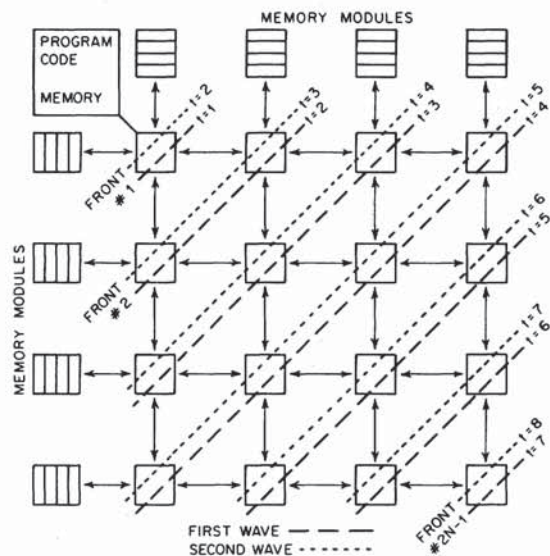 MEMORY MODULES
PROGRAM
CODE
MEMORY
t=2
t=1
t=3
t=2
t=4
t=3
t=5
t=4
FRONT
#1
t=6
t=5
FRONT
#2
MEMORY MODULES
t=7
t=6
t=8
t=7
FRONT
#2N-1
FIRST WAVE
SECOND WAVE